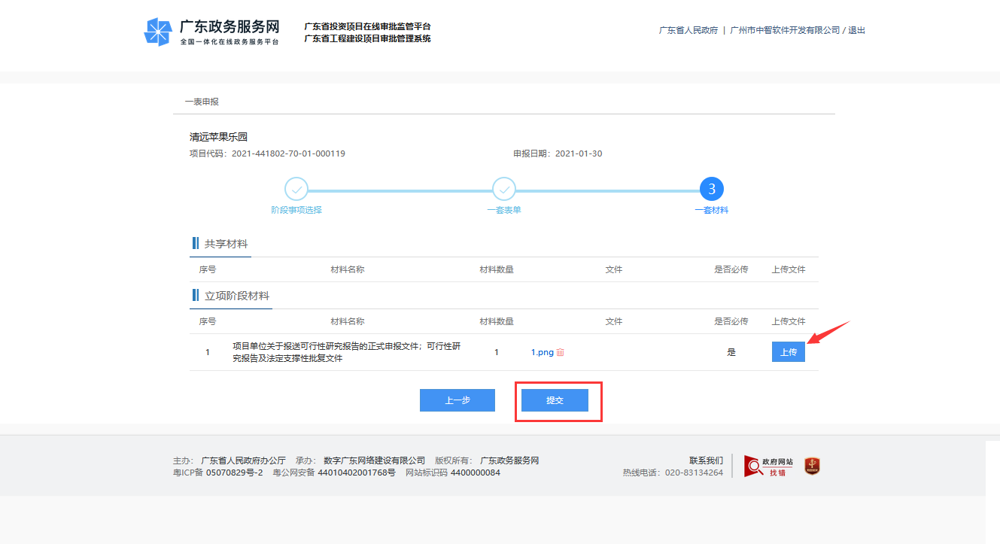 广东政务服务网
全国一体化在线政务服务平台
广东省投资项目在线审批监管平台
广东省工程建设项目审批管理系统
广东省人民政府 | 广州市中智软件开发有限公司 / 退出
一表申报
清远苹果乐园
项目代码：2021-441802-70-01-000119 申报日期：2021-01-30
3
阶段事项选择 一套表单 一套材料
共享材料
序号 材料名称 材料数量 文件 是否必传 上传文件
立项阶段材料
序号 材料名称 材料数量 文件 是否必传 上传文件
1 项目单位关于报送可行性研究报告的正式申报文件；可行性研 1 1.png 是 上传
究报告及法定支撑性批复文件
上一步 提交
主办： 广东省人民政府办公厅 承办： 数字广东网络建设有限公司 版权所有： 广东政务服务网
粤ICP备 05070829号-2 粤公网安备 44010402001768号 网站标识码 4400000084
联系我们
热线电话：020-83134264
政府网站
找错